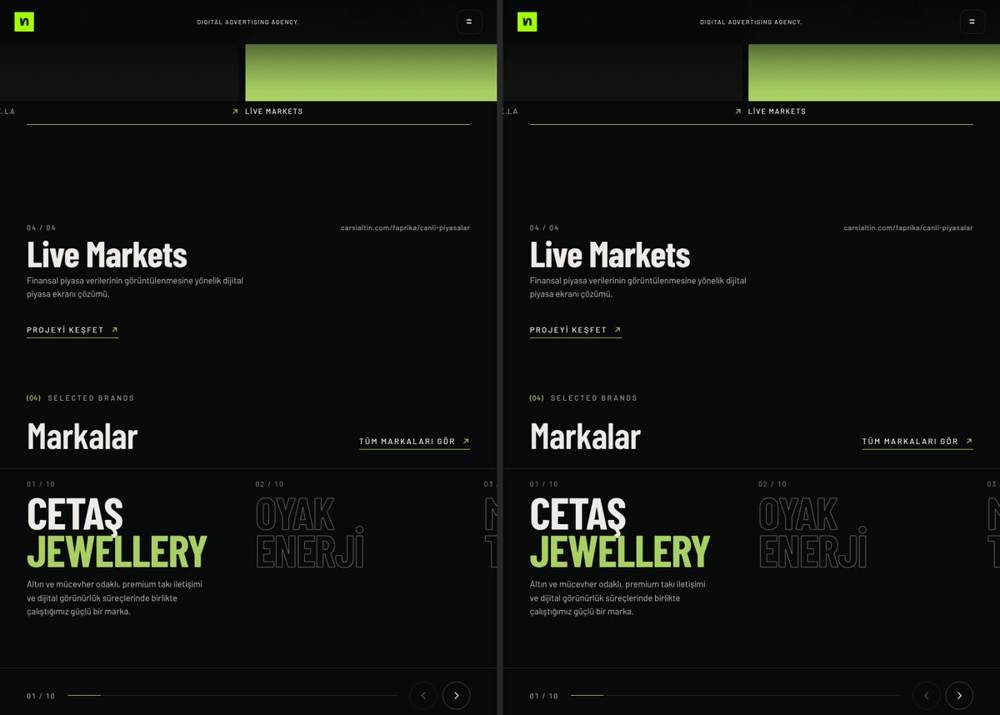 DIGITAL ADVERTISING AGENCY.
LİVE MARKETS
04 / 04
carsialtin.com/faprika/canli-piyasalar
Live Markets
Finansal piyasa verilerinin görüntülenmesine yönelik dijital
piyasa ekranı çözümü.
PROJEYİ KEŞFET
(04) SELECTED BRANDS
Markalar
TÜM MARKALARI GÖR
01 / 10
CETAŞ
JEWELLERY
Altın ve mücevher odaklı, premium takı iletişimi
ve dijital görünürlük süreçlerinde birlikte
çalıştığımız güçlü bir marka.
02 / 10
OYAK
ENERJİ
03
01 / 10
DIGITAL ADVERTISING AGENCY.
LİVE MARKETS
04 / 04
carsialtin.com/faprika/canli-piyasalar
Live Markets
Finansal piyasa verilerinin görüntülenmesine yönelik dijital
piyasa ekranı çözümü.
PROJEYİ KEŞFET
(04) SELECTED BRANDS
Markalar
TÜM MARKALARI GÖR
01 / 10
CETAŞ
JEWELLERY
Altın ve mücevher odaklı, premium takı iletişimi
ve dijital görünürlük süreçlerinde birlikte
çalıştığımız güçlü bir marka.
02 / 10
OYAK
ENERJİ
03
01 / 10